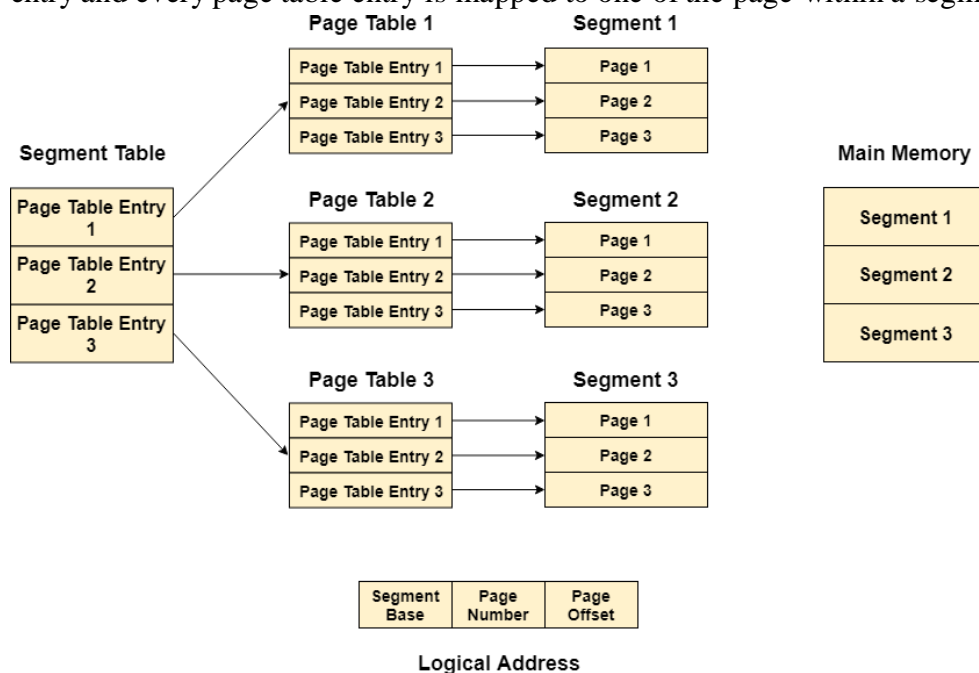 entry and every page table entry is mapped to one of the page within a segm
Page Table 1
Segment 1
Page Table Entry 1
Page 1
Page Table Entry 2
Page 2
Page Table Entry 3
Page 3
Segment Table
Main Memory
Page Table Entry
1
Page Table Entry
2
Page Table Entry
3
Page Table 2
Segment 2
Page Table Entry 1
Page 1
Page Table Entry 2
Page 2
Page Table Entry 3
Page 3
Segment 1
Segment 2
Segment 3
Page Table 3
Segment 3
Page Table Entry 1
Page 1
Page Table Entry 2
Page 2
Page Table Entry 3
Page 3
Segment
Base
Page
Number
Page
Offset
Logical Address